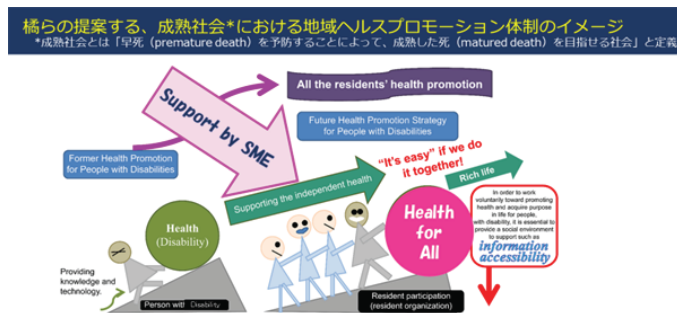 橘らの提案する、成熟社会*における地域ヘルスプロモーション体制のイメージ
*成熟社会とは「早死（premature death）を予防することによって、成熟した死（matured death）を目指せる社会」と定義
All the residents' health promotion
Support by SME
Future Health Promotion Strategy
for People with Disabilities
Former Health Promotion
for People with Disabilities
"It's easy" if we do
it together!
Rich life
Supporting the independent health
In order to work
voluntarily toward promoting
health and acquire purpose
in life for people,
with disability, it is essential to
provide a social environment
to support such as
information
accessibility
Health
(Disability)
Health
for
All
Providing
knowledge and
technology.
Person wit! Disability
Resident participation
(resident organization)